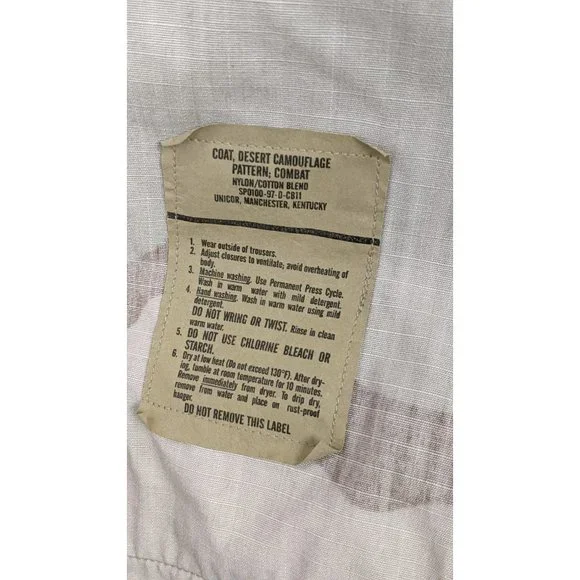 COAT, DESERT CAMOUFLAGE
PATTERN; COMBAT
NYLON/COTTON BLEND
SPO100-97-D-CB11
UNICOR, MANCHESTER, KENTUCKY
1. Wear outside of trousers.
2. Adjust closures to ventilate; avoid overheating of
body.
3. Machine washing. Use Permanent Press Cycle.
Wash in warm water with mild detergent.
4. Hand washing. Wash in warm water using mild
detergent.
DO NOT WRING OR TWIST. Rinse in clean
warm water.
5. DO NOT USE CHLORINE BLEACH OR
STARCH.
6. Dry at low heat (Do not exceed 130°F). After dry-
ing, tumble at room temperature for 10 minutes.
Remove immediately from dryer. To drip dry,
remove from water and place on rust-proof
hanger.
DO NOT REMOVE THIS LABEL